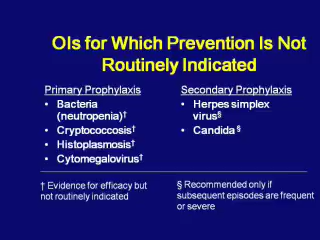 OIs for Which Prevention Is Not
Routinely Indicated
Primary Prophylaxis
• Bacteria
(neutropenia)†
• Cryptococcosis†
• Histoplasmosis†
• Cytomegalovirus†
Secondary Prophylaxis
• Herpes simplex
virus§
• Candida §
† Evidence for efficacy but
not routinely indicated
§ Recommended only if
subsequent episodes are frequent
or severe